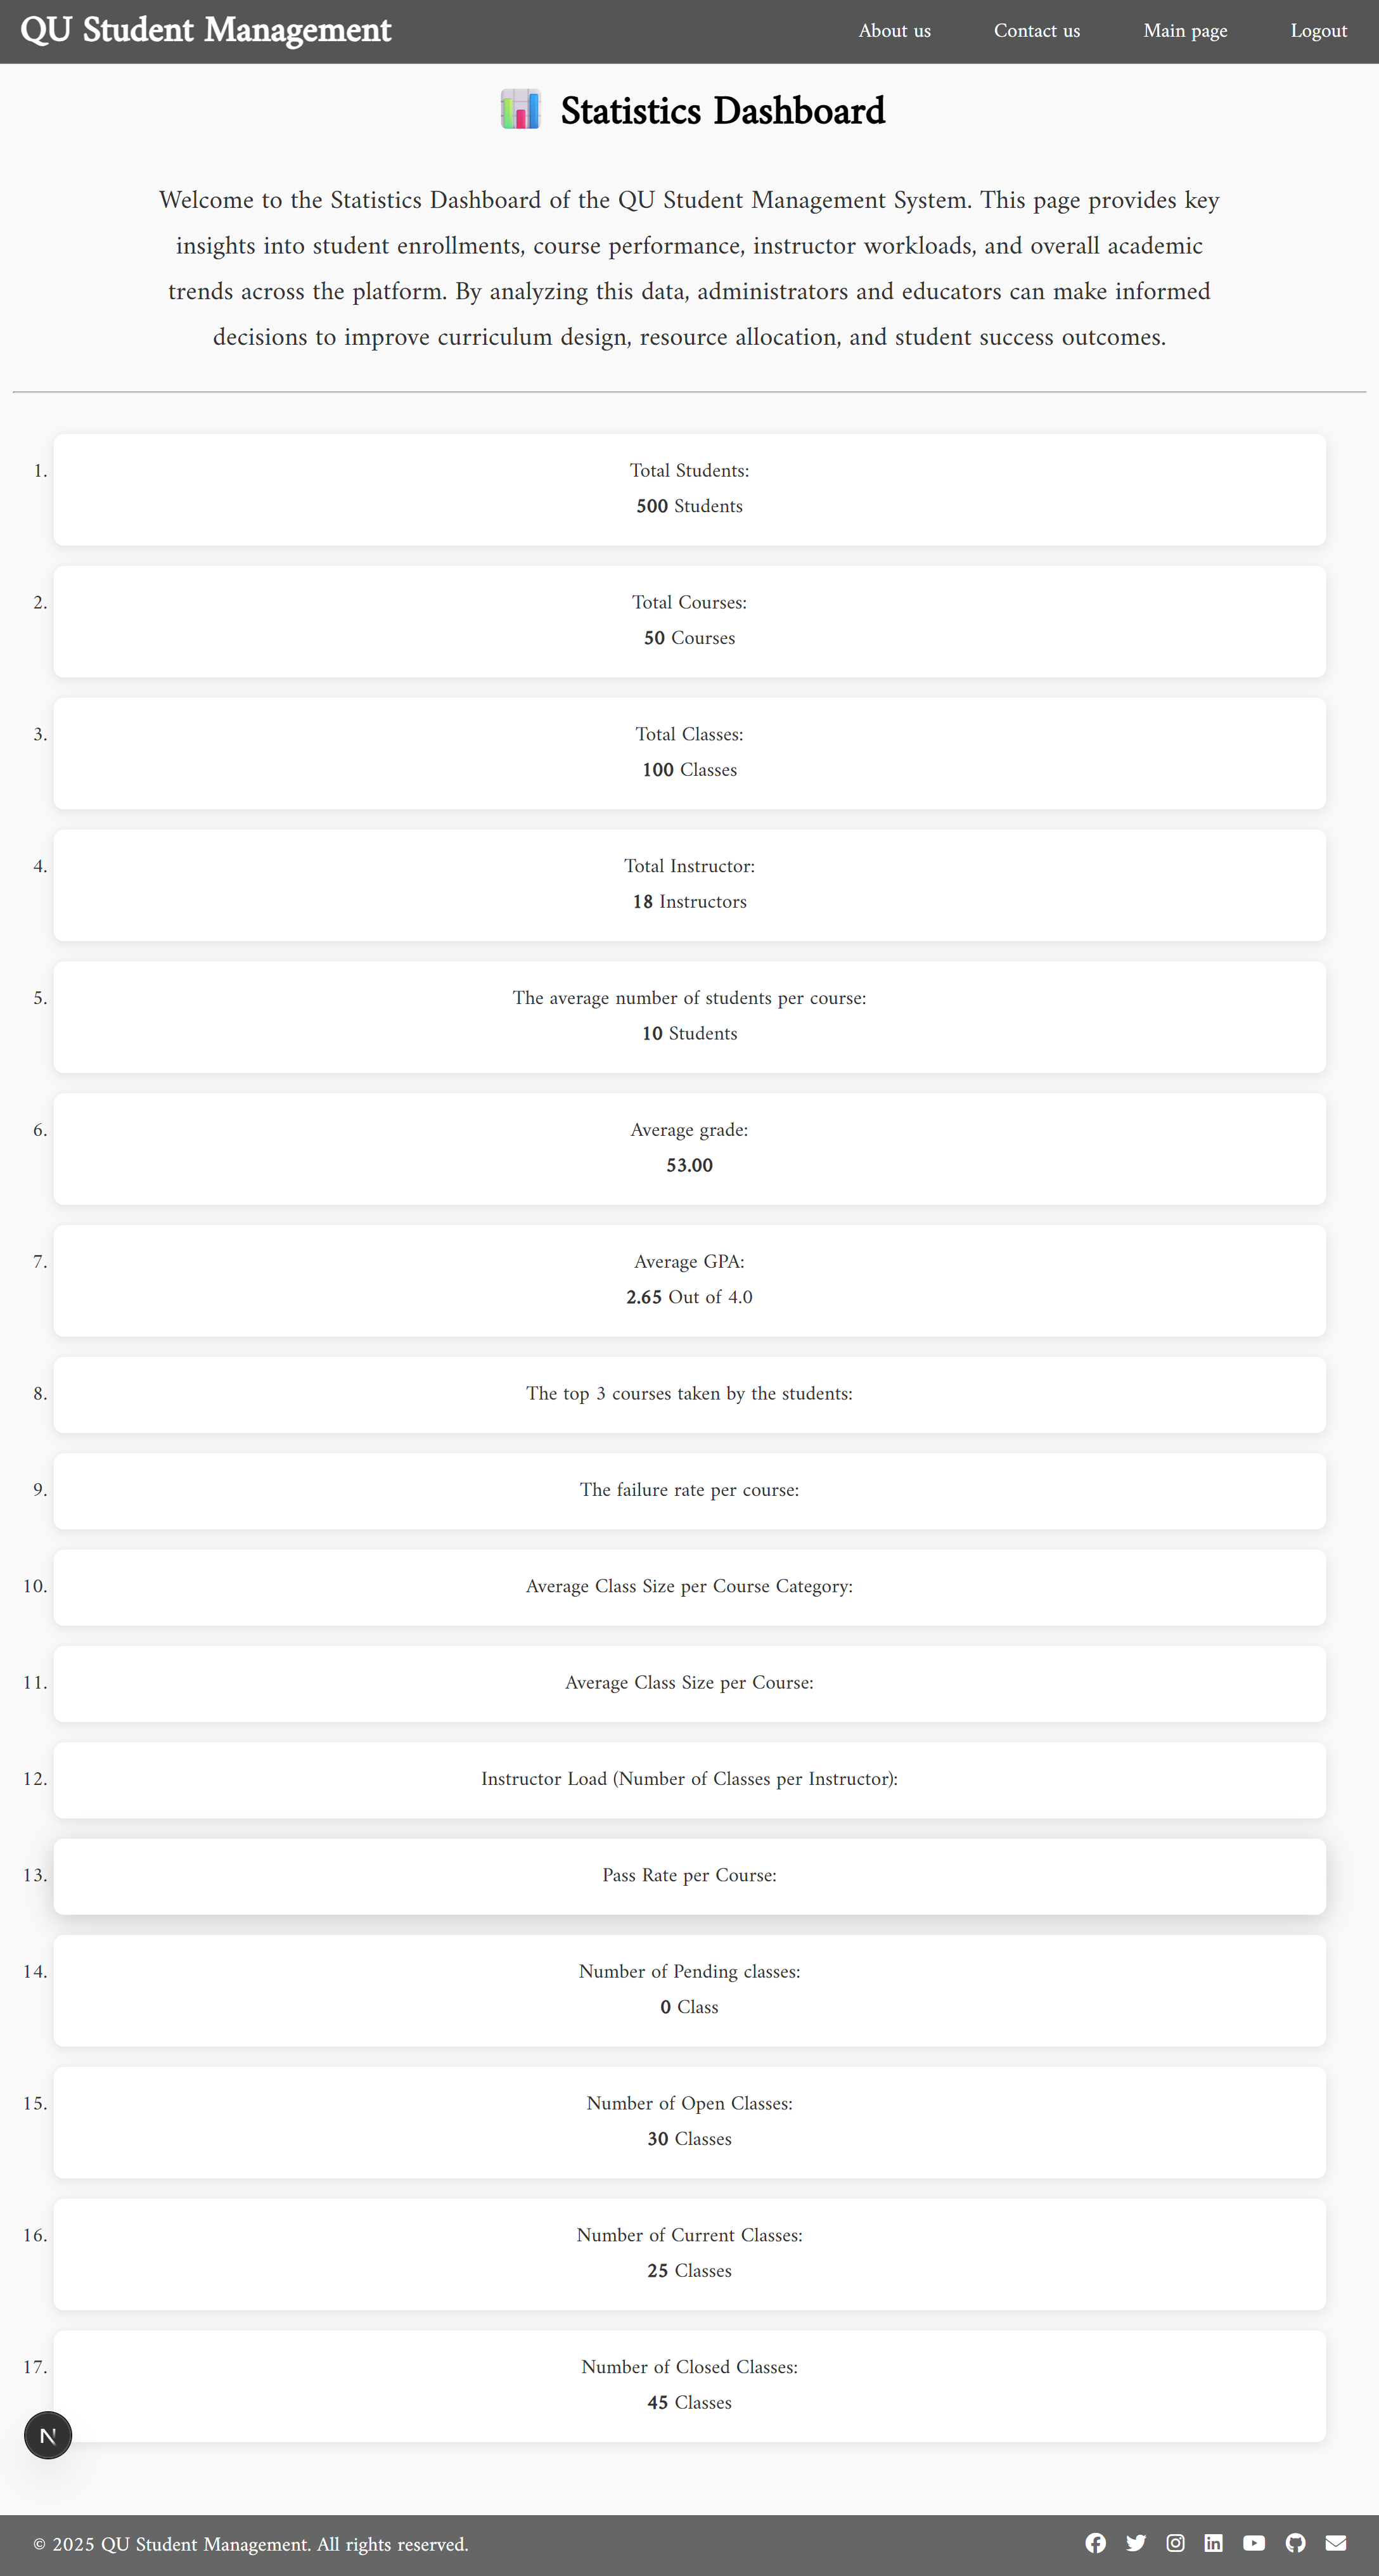 QU Student Management
About us
Contact us
Main page
Logout
Statistics Dashboard
Welcome to the Statistics Dashboard of the QU Student Management System. This page provides key
insights into student enrollments, course performance, instructor workloads, and overall academic
trends across the platform. By analyzing this data, administrators and educators can make informed
decisions to improve curriculum design, resource allocation, and student success outcomes.
1. Total Students:
500 Students
2. Total Courses:
50 Courses
3. Total Classes:
100 Classes
4. Total Instructor:
18 Instructors
5. The average number of students per course:
10 Students
6. Average grade:
53.00
7. Average GPA:
2.65 Out of 4.0
8. The top 3 courses taken by the students:
9. The failure rate per course:
10. Average Class Size per Course Category:
11. Average Class Size per Course:
12. Instructor Load (Number of Classes per Instructor):
13. Pass Rate per Course:
14. Number of Pending classes:
0 Class
15. Number of Open Classes:
30 Classes
16. Number of Current Classes:
25 Classes
17. Number of Closed Classes:
45 Classes
N
© 2025 QU Student Management. All rights reserved.